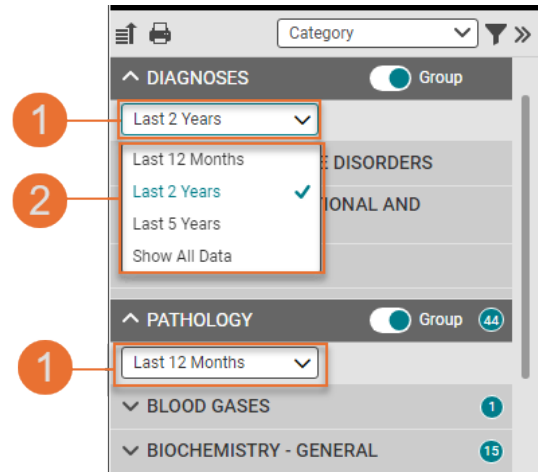 Category
DIAGNOSES Group
1 Last 2 Years
Last 12 Months
E DISORDERS
2 Last 2 Years
IONAL AND
Last 5 Years
Show All Data
PATHOLOGY Group 44
1 Last 12 Months
BLOOD GASES 1
BIOCHEMISTRY - GENERAL 15